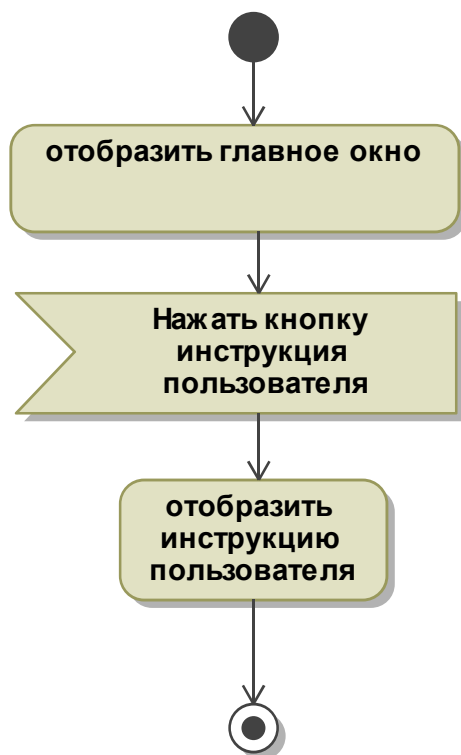 отобразить главное окно
Нажать кнопку
инструкция
пользователя
отобразить
инструкцию
пользователя